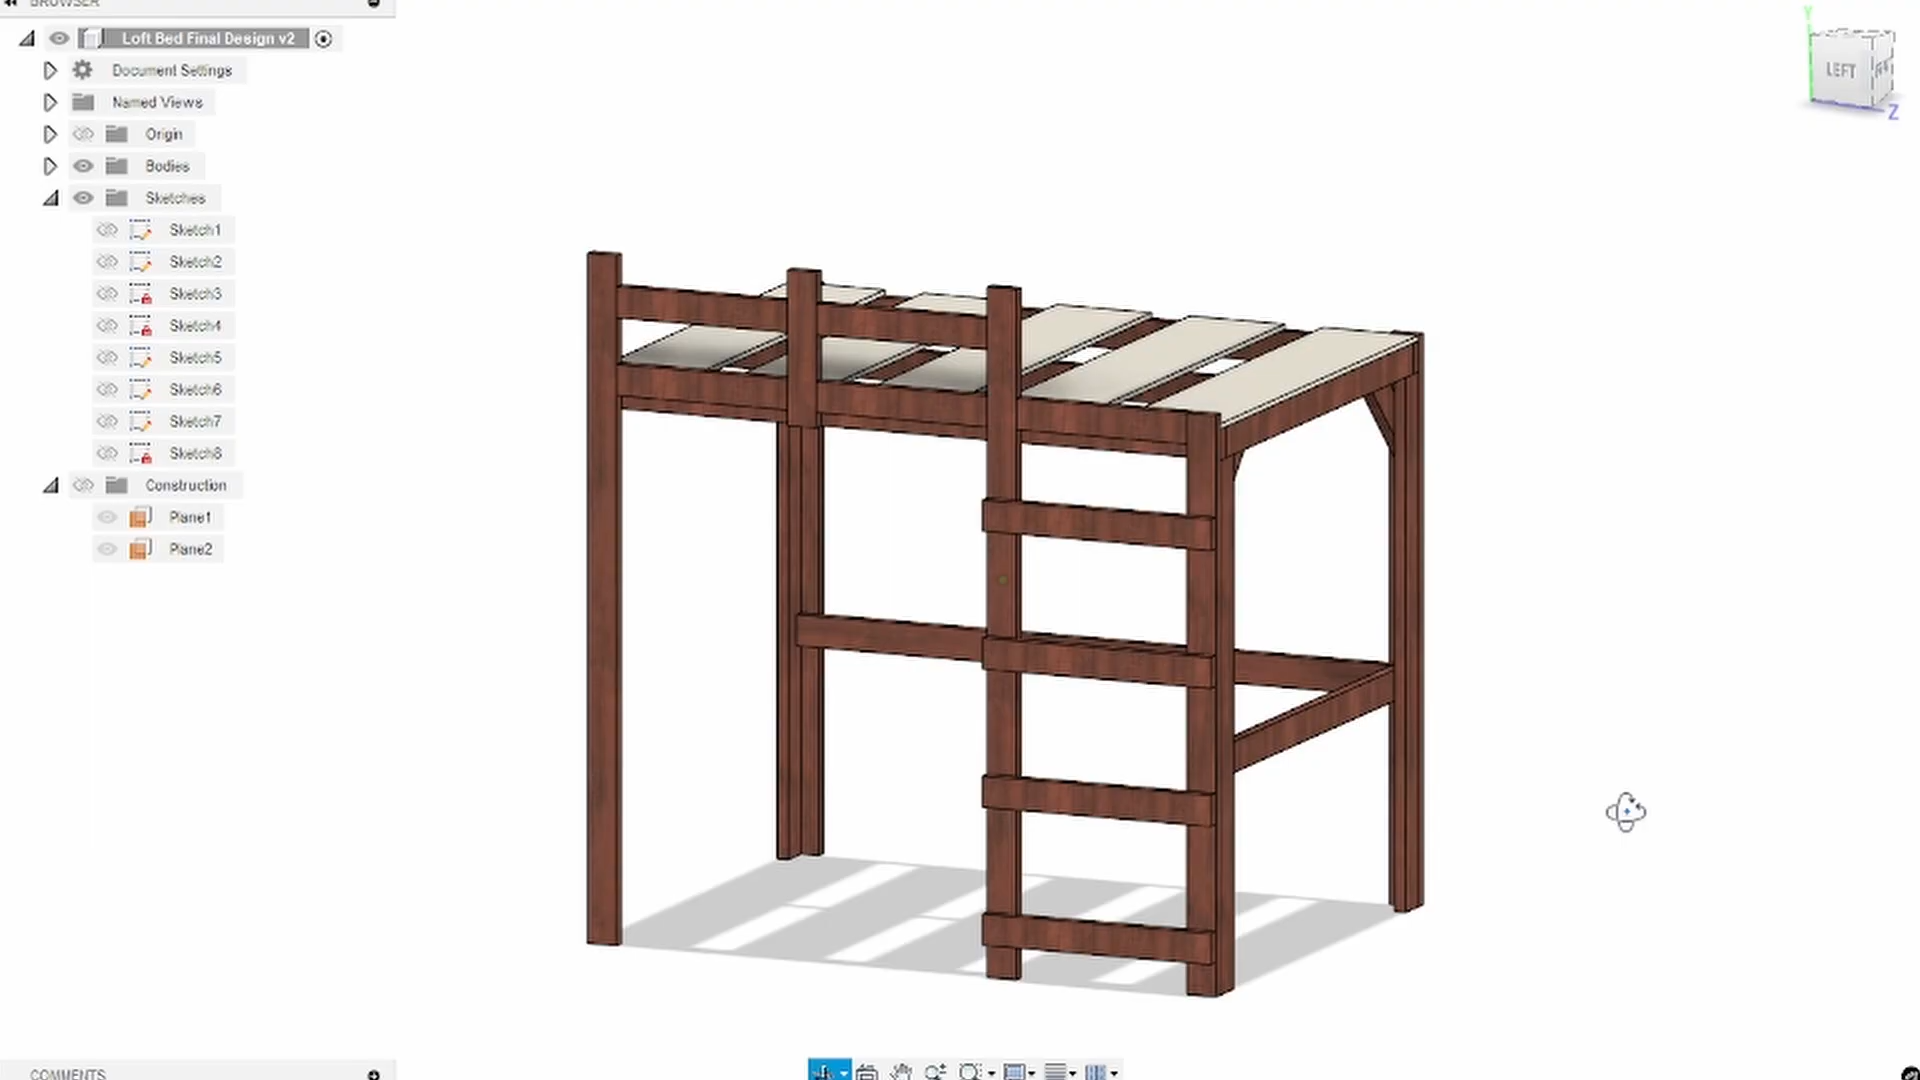 BROWSER
Loft Bed Final Design v2
Document Settings
Named Views
Origin
Bodies
Sketches
Sketch1
Sketch2
Sketch3
Sketch4
Sketch5
Sketch6
Sketch7
Sketch8
Construction
Plane1
Plane2
COMMENTS
Y
LEFT
Z